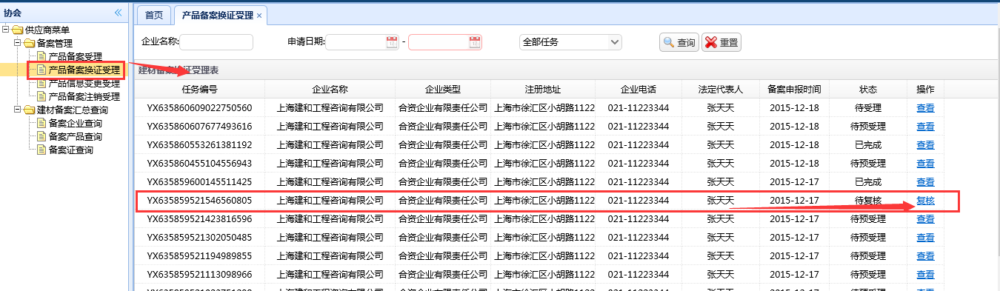 协会
首页 产品备案换证受理
供应商菜单
备案管理
产品备案受理
产品备案换证受理
产品信息变更受理
产品备案注销受理
建材备案汇总查询
备案企业查询
备案产品查询
备案证查询
企业名称: 申请日期: - 全部任务 查询 重置
建材备案换证受理表
任务编号 企业名称 企业类型 注册地址 企业电话 法定代表人 备案申报时间 状态 操作
YX635860609022750560 上海建和工程咨询有限公司 合资企业有限责任公司 上海市徐汇区小胡路1122 021-11223344 张天天 2015-12-18 待受理 查看
YX635860607677493616 上海建和工程咨询有限公司 合资企业有限责任公司 上海市徐汇区小胡路1122 021-11223344 张天天 2015-12-18 待预受理 查看
YX635860553261381192 上海建和工程咨询有限公司 合资企业有限责任公司 上海市徐汇区小胡路1122 021-11223344 张天天 2015-12-18 已完成 查看
YX635860455104556943 上海建和工程咨询有限公司 合资企业有限责任公司 上海市徐汇区小胡路1122 021-11223344 张天天 2015-12-18 待预受理 查看
YX635859600145511425 上海建和工程咨询有限公司 合资企业有限责任公司 上海市徐汇区小胡路1122 021-11223344 张天天 2015-12-17 已完成 查看
YX635859521546560805 上海建和工程咨询有限公司 合资企业有限责任公司 上海市徐汇区小胡路1122 021-11223344 张天天 2015-12-17 待复核 复核
YX635859521423816596 上海建和工程咨询有限公司 合资企业有限责任公司 上海市徐汇区小胡路1122 021-11223344 张天天 2015-12-17 待预受理 查看
YX635859521302050485 上海建和工程咨询有限公司 合资企业有限责任公司 上海市徐汇区小胡路1122 021-11223344 张天天 2015-12-17 待预受理 查看
YX635859521194989855 上海建和工程咨询有限公司 合资企业有限责任公司 上海市徐汇区小胡路1122 021-11223344 张天天 2015-12-17 待预受理 查看
YX635859521113098966 上海建和工程咨询有限公司 合资企业有限责任公司 上海市徐汇区小胡路1122 021-11223344 张天天 2015-12-17 待预受理 查看